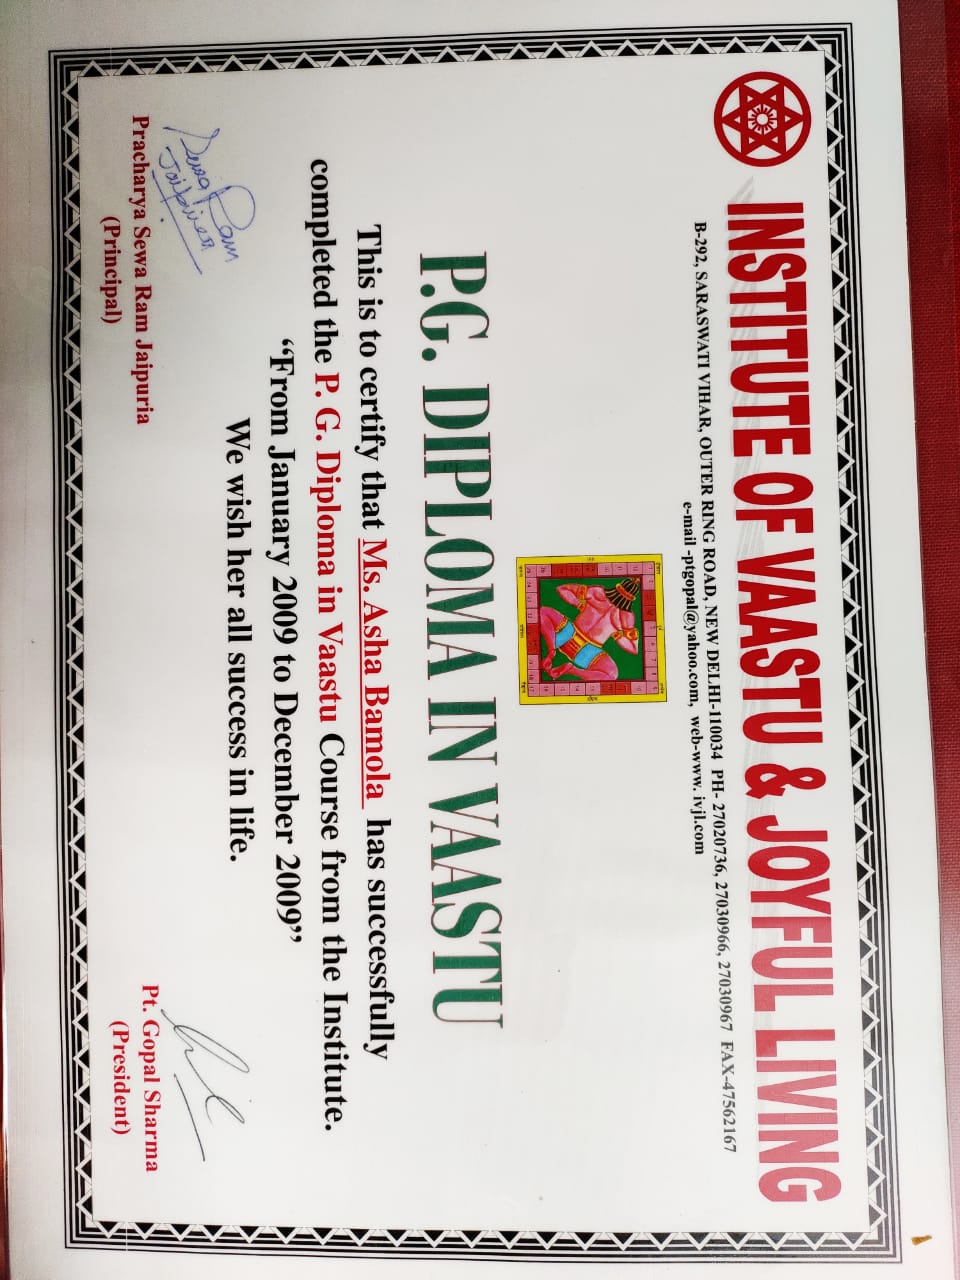 INSTITUTE OF VAASTU & JOYFUL LIVING
B-292, SARASWATI VIHAR, OUTER RING ROAD, NEW DELHI-110034 PH- 27020736, 27030966, 27030967 FAX-47562167
e-mail -ptgopal@yahoo.com, web-www. ivjl.com
P.G. DIPLOMA IN VAASTU
This is to certify that Ms. Asha Bamola has successfully
completed the P. G. Diploma in Vaastu Course from the Institute.
“From January 2009 to December 2009”
We wish her all success in life.
Sewa Ram
Jaipuria
Pracharya Sewa Ram Jaipuria
(Principal)
Pt. Gopal Sharma
(President)